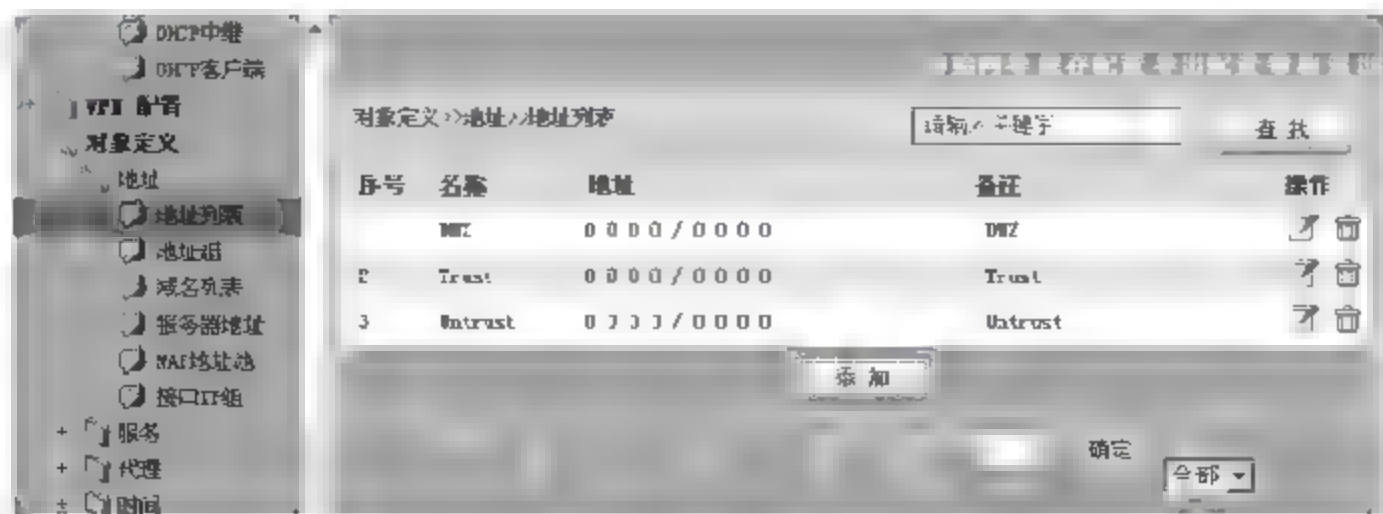 DHCP中继
DHCP客户端
VPN 配置
对象定义
地址
地址列表
地址组
域名列表
服务器地址
NAT地址池
接口IP组
服务
代理
时间
对象定义>>地址>>地址列表
请输入关键字
查 找
序号 名称 地址 备注 操作
DMZ 0.0.0.0/0.0.0.0 DMZ
2 Trust 0.0.0.0/0.0.0.0 Trust
3 Untrust 0.0.0.0/0.0.0.0 Untrust
添 加
确定
全部